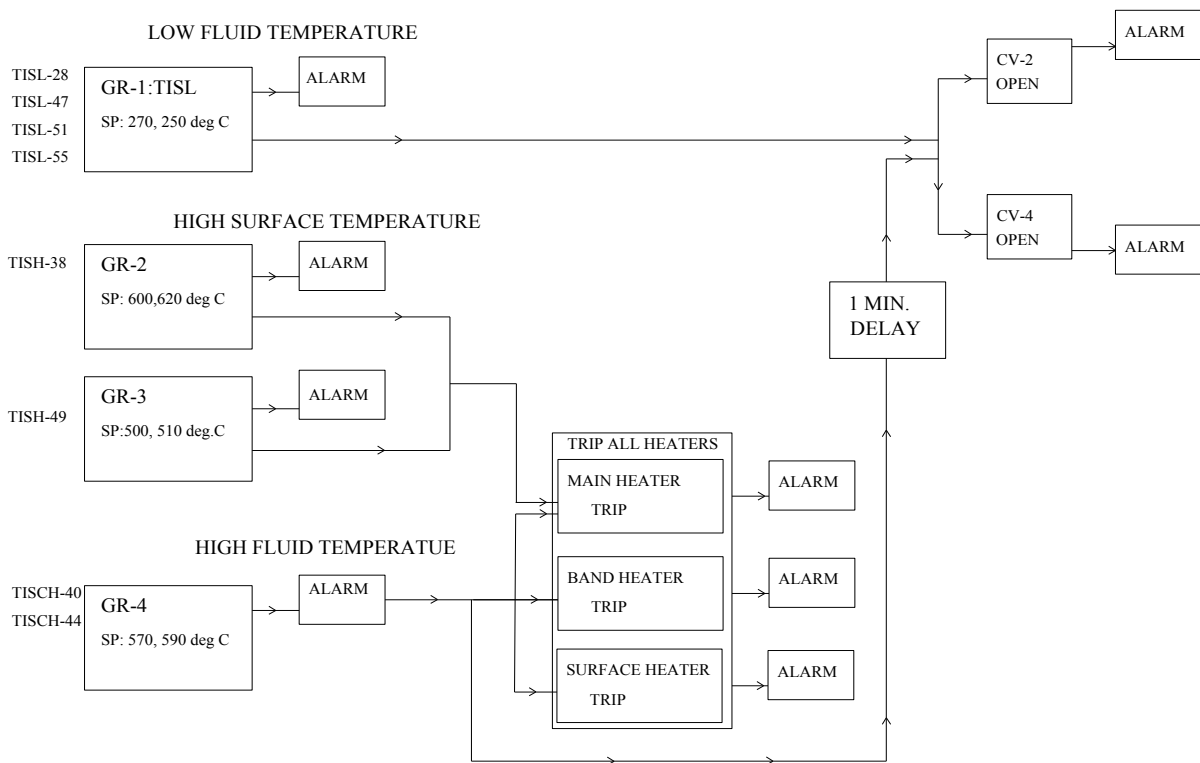 LOW FLUID TEMPERATURE
TISL-28
TISL-47
TISL-51
TISL-55
GR-1:TISL
SP: 270, 250 deg C
ALARM
CV-2
OPEN
ALARM
CV-4
OPEN
ALARM
HIGH SURFACE TEMPERATURE
TISH-38
GR-2
SP: 600,620 deg C
ALARM
1 MIN.
DELAY
TISH-49
GR-3
SP:500, 510 deg.C
ALARM
TRIP ALL HEATERS
MAIN HEATER
TRIP
ALARM
BAND HEATER
TRIP
ALARM
SURFACE HEATER
TRIP
ALARM
HIGH FLUID TEMPERATUE
TISCH-40
TISCH-44
GR-4
SP: 570, 590 deg C
ALARM